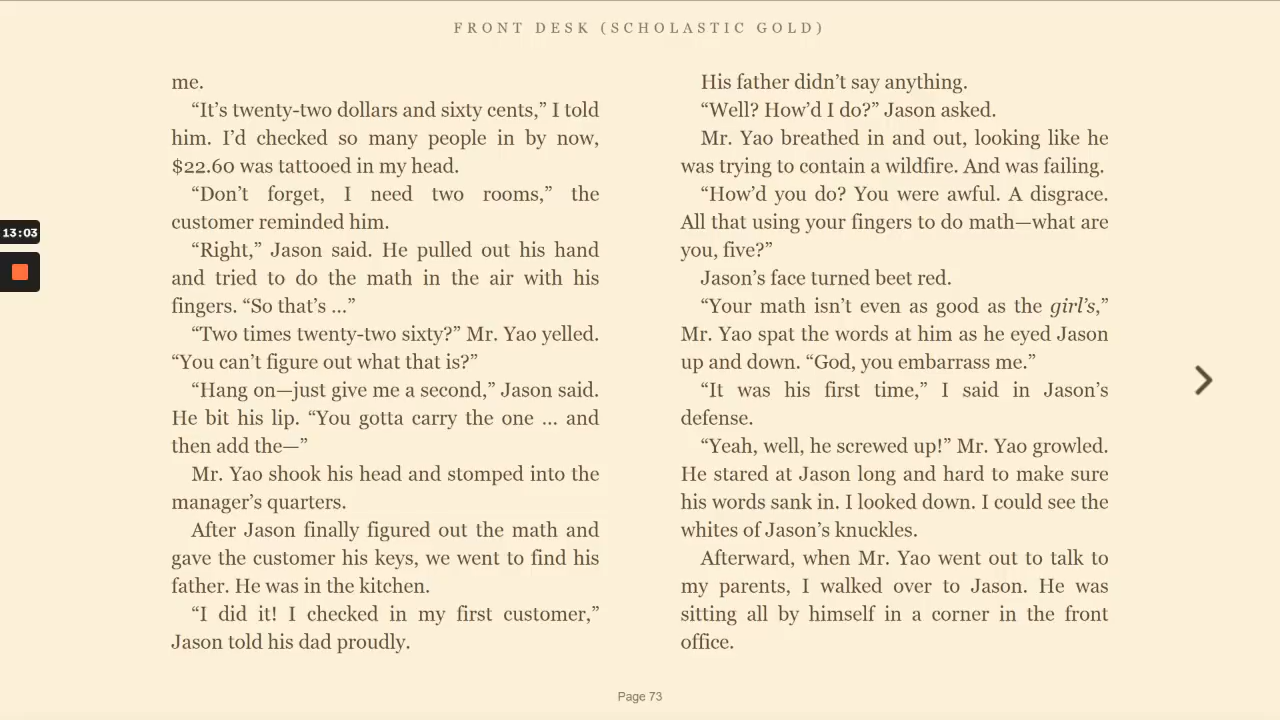 FRONT DESK (SCHOLASTIC GOLD)
me.
“It’s twenty-two dollars and sixty cents,” I told
him. I’d checked so many people in by now,
$22.60 was tattooed in my head.
“Don’t forget, I need two rooms,” the
customer reminded him.
“Right,” Jason said. He pulled out his hand
and tried to do the math in the air with his
fingers. “So that’s ...”
“Two times twenty-two sixty?” Mr. Yao yelled.
“You can’t figure out what that is?”
“Hang on—just give me a second,” Jason said.
He bit his lip. “You gotta carry the one ... and
then add the—”
Mr. Yao shook his head and stomped into the
manager’s quarters.
After Jason finally figured out the math and
gave the customer his keys, we went to find his
father. He was in the kitchen.
“I did it! I checked in my first customer,”
Jason told his dad proudly.
His father didn’t say anything.
“Well? How’d I do?” Jason asked.
Mr. Yao breathed in and out, looking like he
was trying to contain a wildfire. And was failing.
“How’d you do? You were awful. A disgrace.
All that using your fingers to do math—what are
you, five?”
Jason’s face turned beet red.
“Your math isn’t even as good as the girl’s,”
Mr. Yao spat the words at him as he eyed Jason
up and down. “God, you embarrass me.”
“It was his first time,” I said in Jason’s
defense.
“Yeah, well, he screwed up!” Mr. Yao growled.
He stared at Jason long and hard to make sure
his words sank in. I looked down. I could see the
whites of Jason’s knuckles.
Afterward, when Mr. Yao went out to talk to
my parents, I walked over to Jason. He was
sitting all by himself in a corner in the front
office.
13:03
Page 73